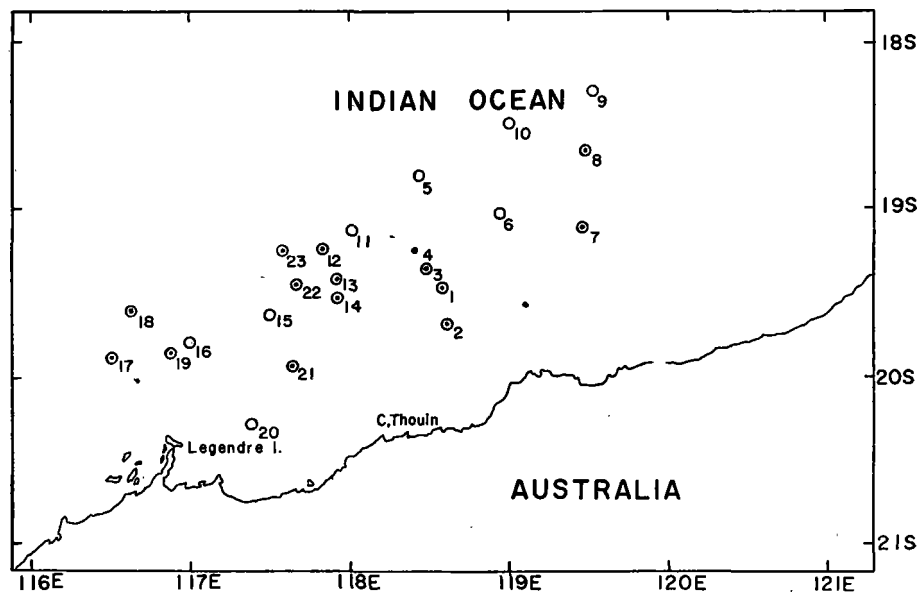 18S
INDIAN OCEAN
9
10
8
5
19S
6
7
11
4
23
12
3
13
1
22
14
18
15
2
16
17
19
21
20S
C,Thouin
20
Legendre I.
AUSTRALIA
21S
116E 117E 118E 119E 120E 121E